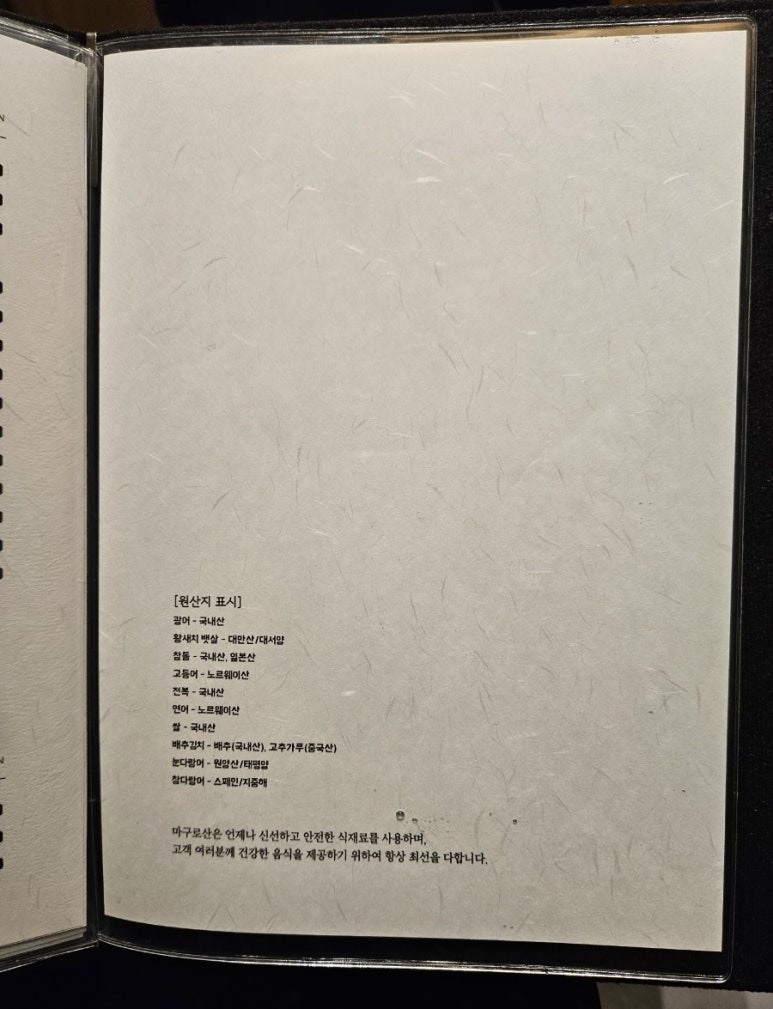 [원산지 표시]
광어 - 국내산
황새치 뱃살 - 대만산/대서양
참돔 - 국내산, 일본산
고등어 - 노르웨이산
전복 - 국내산
연어 - 노르웨이산
쌀 - 국내산
배추김치 - 배추(국내산), 고추가루(중국산)
눈다랑어 - 원양산/태평양
참다랑어 - 스페인/지중해
마구로산은 언제나 신선하고 안전한 식재료를 사용하며,
고객 여러분께 건강한 음식을 제공하기 위하여 항상 최선을 다합니다.